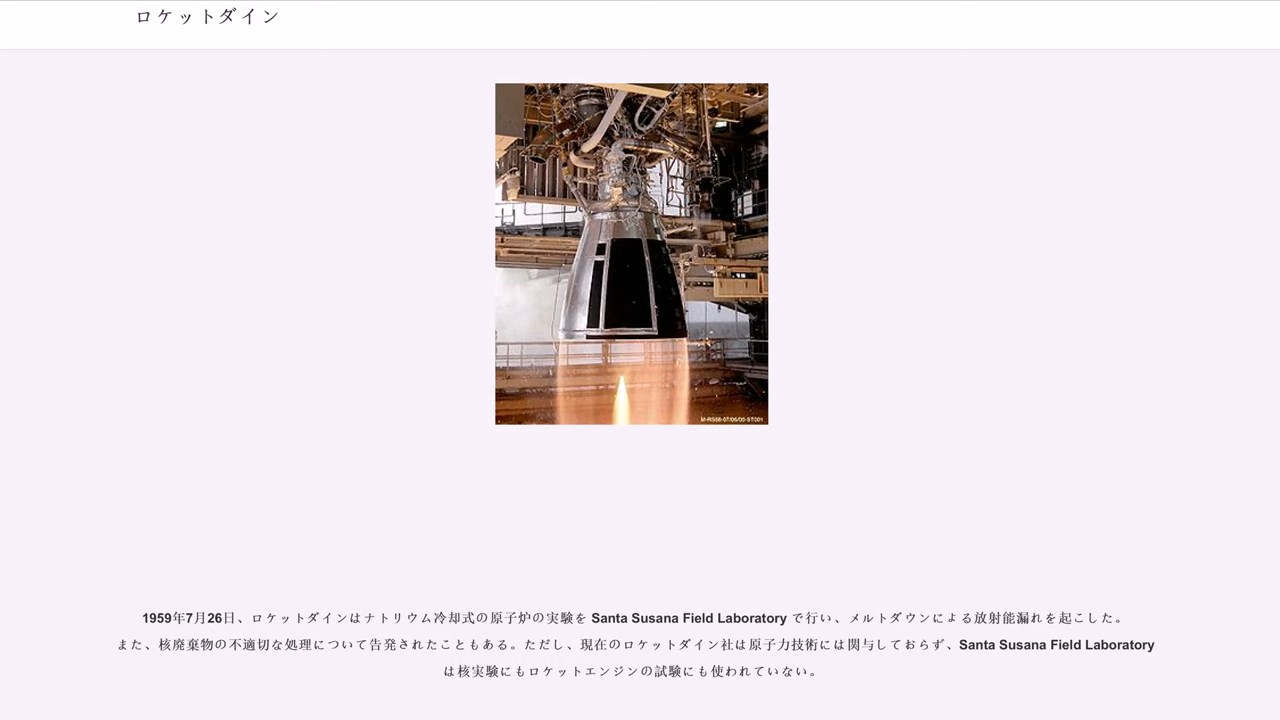 ロケットダイン
M-RS68-07/06/00-ST001
1959年7月26日、ロケットダインはナトリウム冷却式の原子炉の実験を Santa Susana Field Laboratory で行い、メルトダウンによる放射能漏れを起こした。
また、核廃棄物の不適切な処理について告発されたこともある。ただし、現在のロケットダイン社は原子力技術には関与しておらず、Santa Susana Field Laboratory
は核実験にもロケットエンジンの試験にも使われていない。